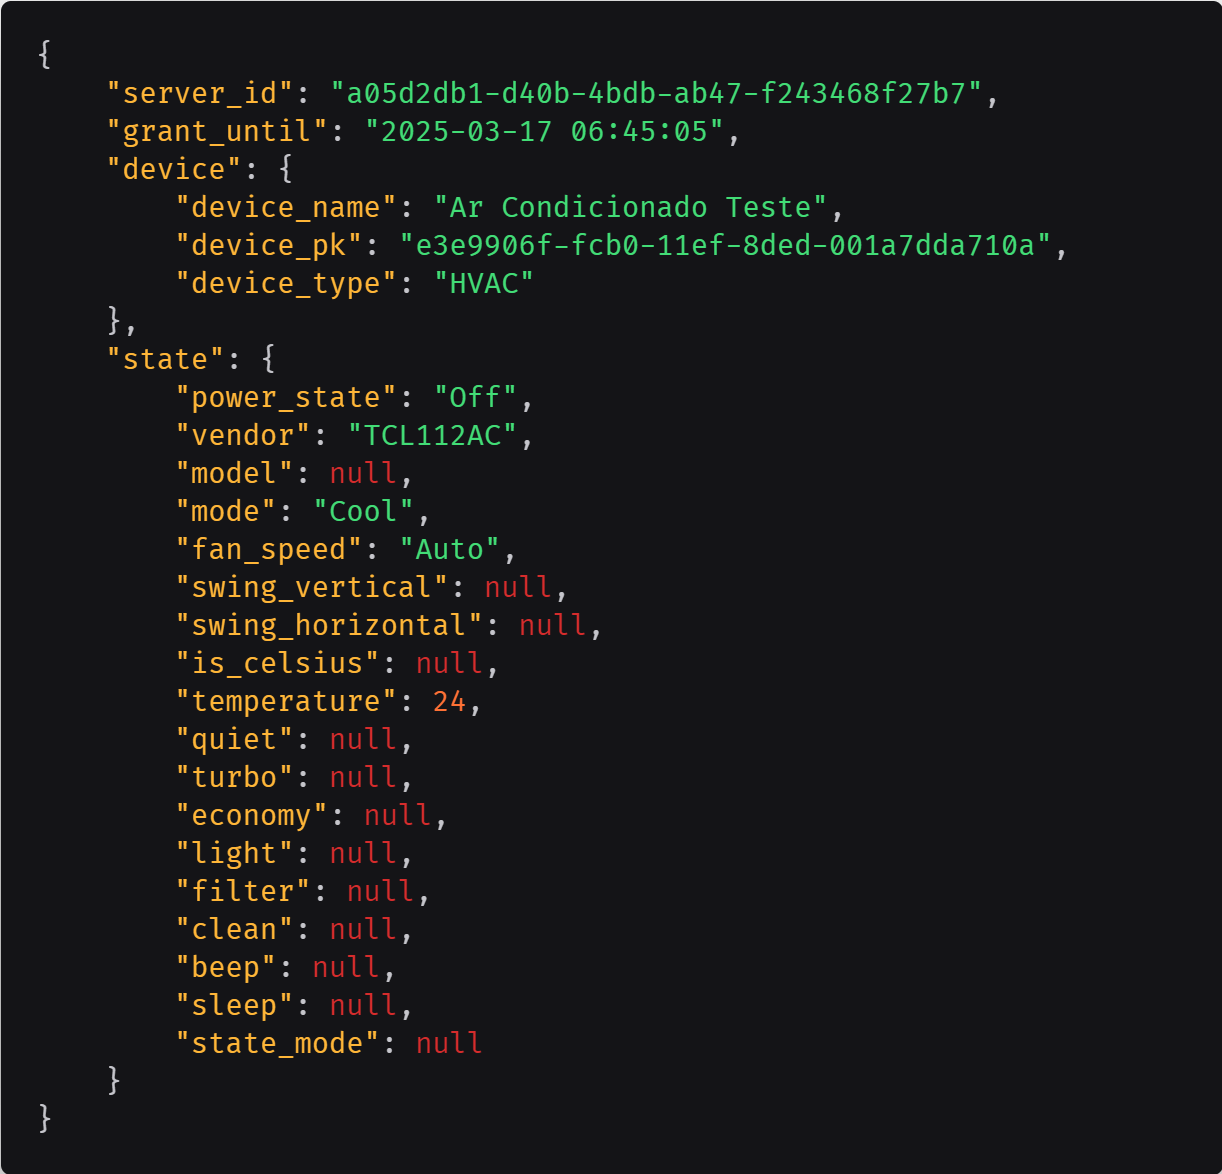 {
    "server_id": "a05d2db1-d40b-4bdb-ab47-f243468f27b7",
    "grant_until": "2025-03-17 06:45:05",
    "device": {
        "device_name": "Ar Condicionado Teste",
        "device_pk": "e3e9906f-fcb0-11ef-8ded-001a7dda710a",
        "device_type": "HVAC"
    },
    "state": {
        "power_state": "Off",
        "vendor": "TCL112AC",
        "model": null,
        "mode": "Cool",
        "fan_speed": "Auto",
        "swing_vertical": null,
        "swing_horizontal": null,
        "is_celsius": null,
        "temperature": 24,
        "quiet": null,
        "turbo": null,
        "economy": null,
        "light": null,
        "filter": null,
        "clean": null,
        "beep": null,
        "sleep": null,
        "state_mode": null
    }
}